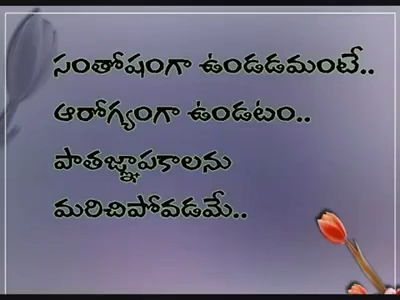 సంతోషంగా ఉండడమంటే..
ఆరోగ్యంగా ఉండటం..
పాతజ్ఞాపకాలను
మరిచిపోవడమే..